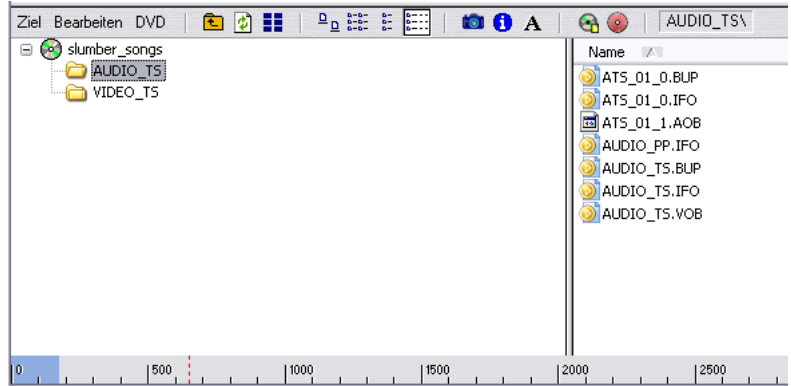 Ziel Bearbeiten DVD A AUDIO_TS\
slumber_songs
AUDIO_TS
VIDEO_TS
Name
ATS_01_0.BUP
ATS_01_0.IFO
ATS_01_1.AOB
AUDIO_PP.IFO
AUDIO_TS.BUP
AUDIO_TS.IFO
AUDIO_TS.VOB
0 500 1000 1500 2000 2500